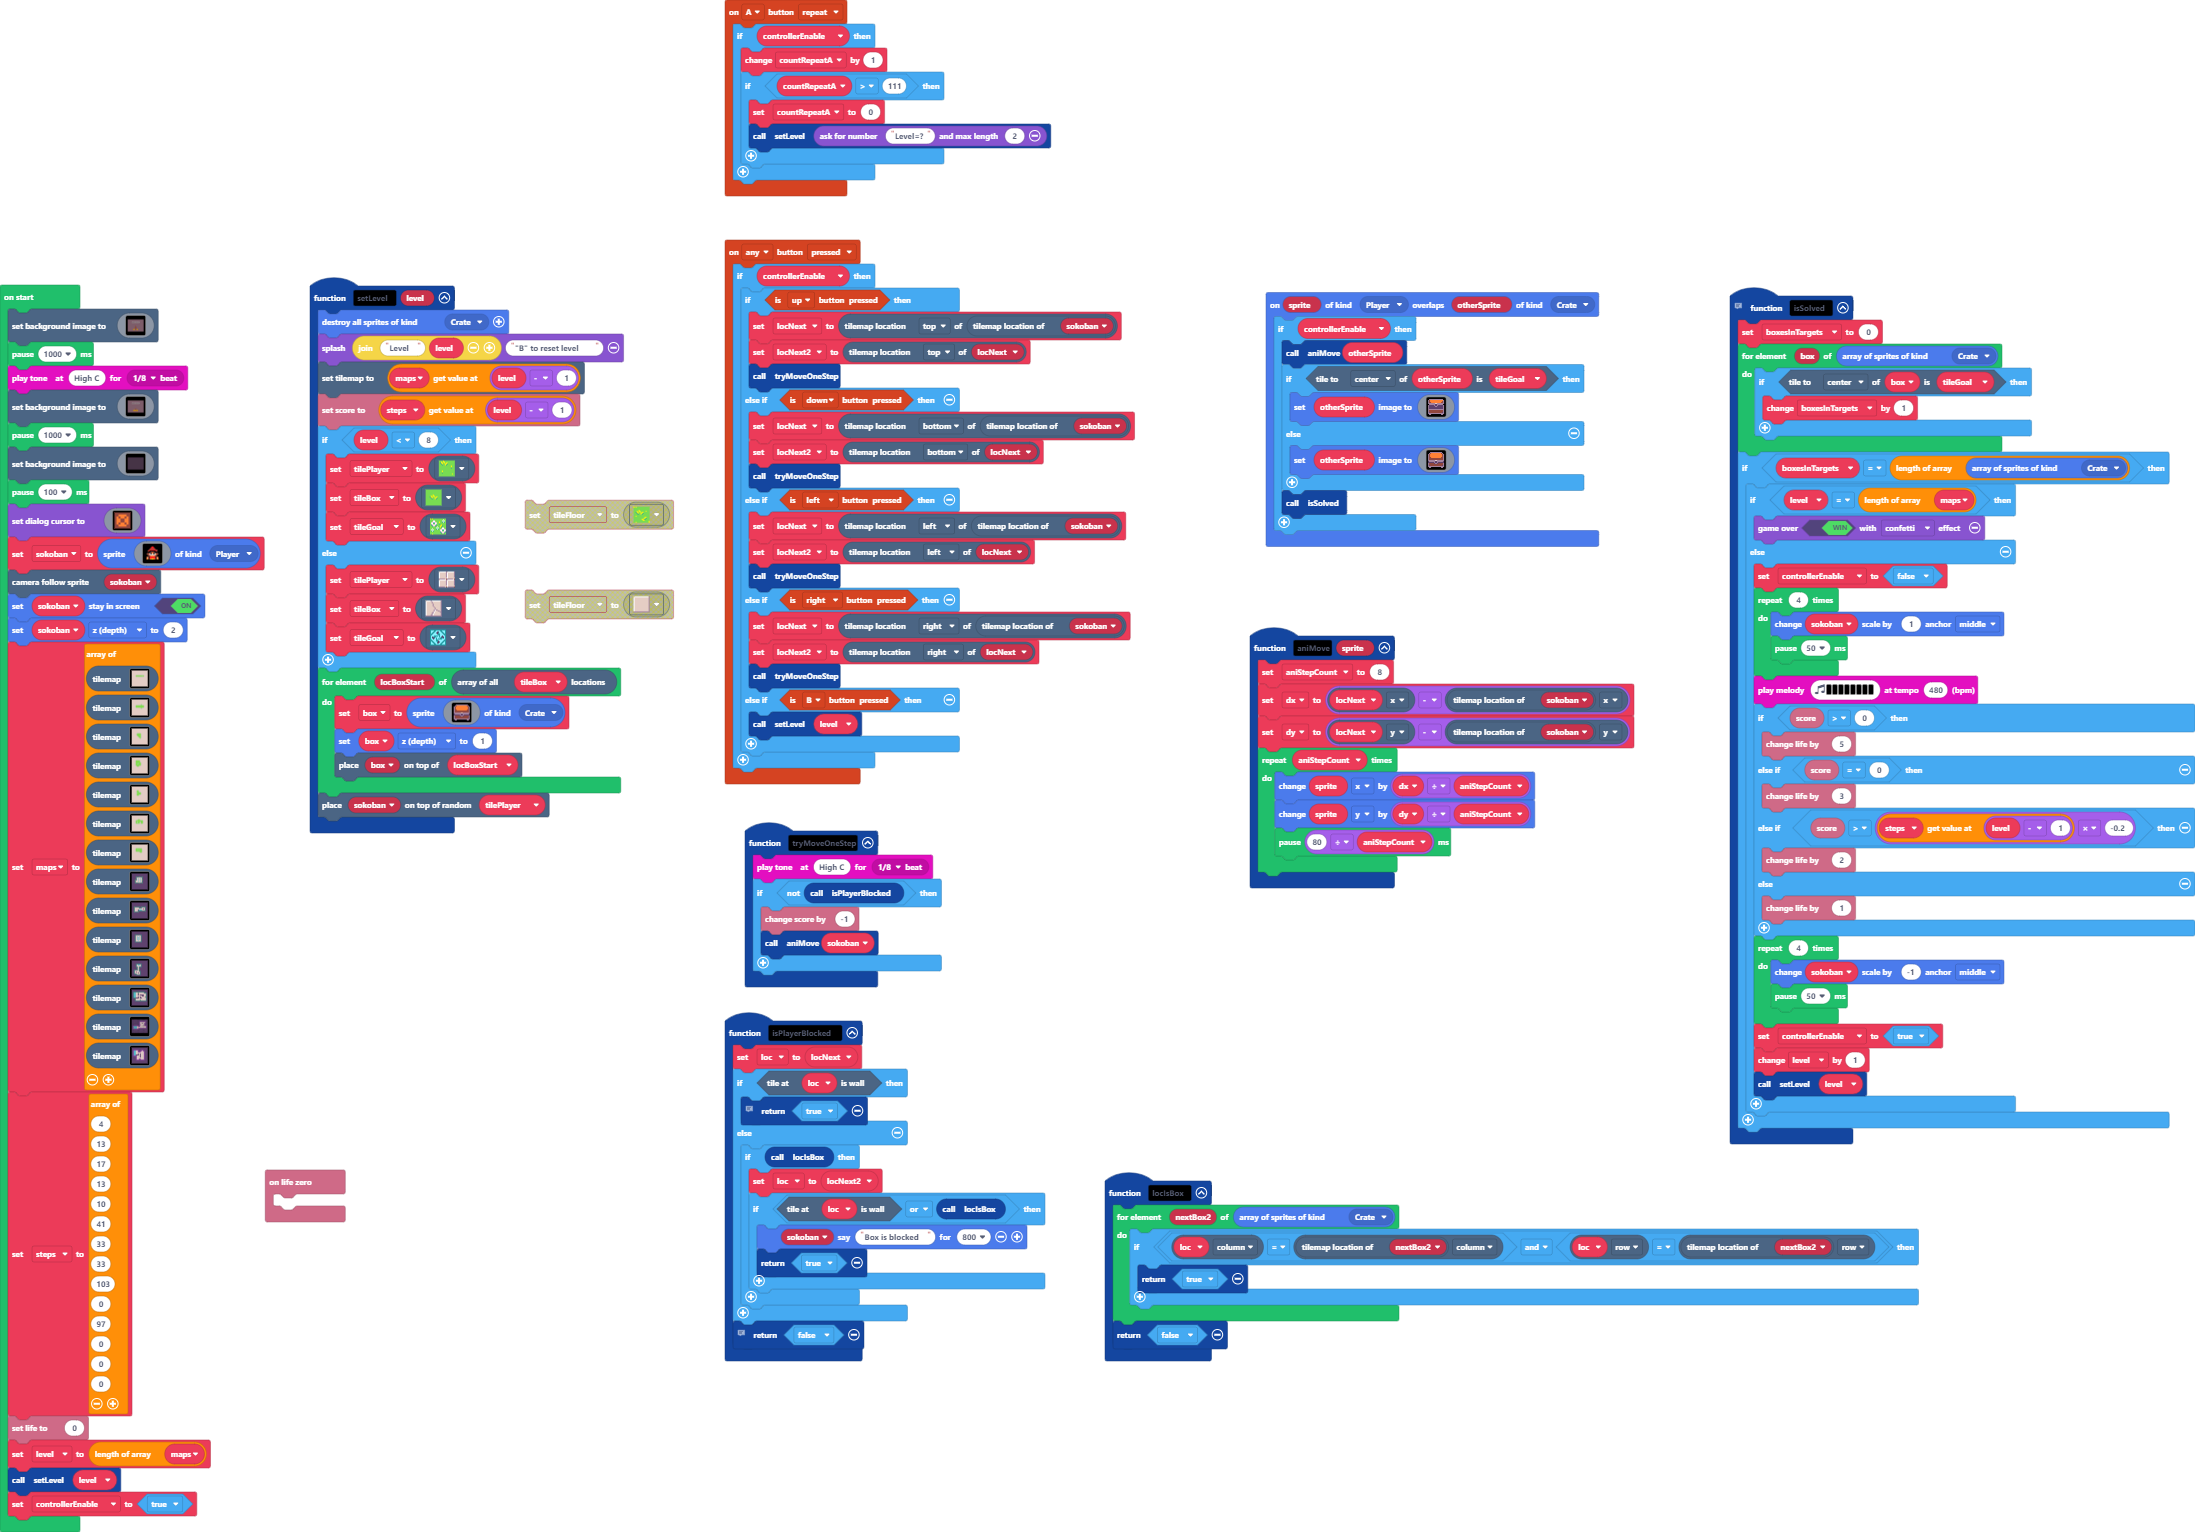 on start
set background image to
pause 1000 ms
play tone at High C for 1/8 beat
set background image to
pause 1000 ms
set background image to
pause 100 ms
set dialog cursor to
set sokoban to sprite of kind Player
camera follow sprite sokoban
set sokoban stay in screen ON
set sokoban z (depth) to 2
set maps to array of
tilemap
tilemap
tilemap
tilemap
tilemap
tilemap
tilemap
tilemap
tilemap
tilemap
tilemap
tilemap
tilemap
tilemap
set steps to array of
4
13
17
13
10
41
33
33
103
0
97
0
0
0
set life to 0
set level to length of array maps
call setLevel level
set controllerEnable to true
on life zero
function setLevel level
destroy all sprites of kind Crate
splash join "Level " level "\"B\" to reset level"
set tilemap to maps get value at level - 1
set score to steps get value at level - 1
if level < 8 then
set tilePlayer to
set tileBox to
set tileGoal to
else
set tilePlayer to
set tileBox to
set tileGoal to
for element locBoxStart of array of all tileBox locations
do
set box to sprite of kind Crate
set box z (depth) to 1
place box on top of locBoxStart
place sokoban on top of random tilePlayer
set tileFloor to
set tileFloor to
on A button repeat
if controllerEnable then
change countRepeatA by 1
if countRepeatA > 111 then
set countRepeatA to 0
call setLevel ask for number "Level=?" and max length 2
on any button pressed
if controllerEnable then
if is up button pressed then
set locNext to tilemap location top of tilemap location of sokoban
set locNext2 to tilemap location top of locNext
call tryMoveOneStep
else if is down button pressed then
set locNext to tilemap location bottom of tilemap location of sokoban
set locNext2 to tilemap location bottom of locNext
call tryMoveOneStep
else if is left button pressed then
set locNext to tilemap location left of tilemap location of sokoban
set locNext2 to tilemap location left of locNext
call tryMoveOneStep
else if is right button pressed then
set locNext to tilemap location right of tilemap location of sokoban
set locNext2 to tilemap location right of locNext
call tryMoveOneStep
else if is B button pressed then
call setLevel level
function tryMoveOneStep
play tone at High C for 1/8 beat
if not call isPlayerBlocked then
change score by -1
call aniMove sokoban
function isPlayerBlocked
set loc to locNext
if tile at loc is wall then
return true
else
if call locIsBox then
set loc to locNext2
if tile at loc is wall or call locIsBox then
sokoban say "Box is blocked" for 800
return true
return false
function locIsBox
for element nextBox2 of array of sprites of kind Crate
do
if loc column = tilemap location of nextBox2 column and loc row = tilemap location of nextBox2 row then
return true
return false
on sprite of kind Player overlaps otherSprite of kind Crate
if controllerEnable then
call aniMove otherSprite
if tile to center of otherSprite is tileGoal then
set otherSprite image to
else
set otherSprite image to
call isSolved
function aniMove sprite
set aniStepCount to 8
set dx to locNext x - tilemap location of sokoban x
set dy to locNext y - tilemap location of sokoban y
repeat aniStepCount times
do
change sprite x by dx ÷ aniStepCount
change sprite y by dy ÷ aniStepCount
pause 80 ÷ aniStepCount ms
function isSolved
set boxesInTargets to 0
for element box of array of sprites of kind Crate
do
if tile to center of box is tileGoal then
change boxesInTargets by 1
if boxesInTargets = length of array array of sprites of kind Crate then
if level = length of array maps then
game over WIN with confetti effect
else
set controllerEnable to false
repeat 4 times
do
change sokoban scale by 1 anchor middle
pause 50 ms
play melody at tempo 480 (bpm)
if score > 0 then
change life by 5
else if score = 0 then
change life by 3
else if score > steps get value at level - 1 × -0.2 then
change life by 2
else
change life by 1
repeat 4 times
do
change sokoban scale by -1 anchor middle
pause 50 ms
set controllerEnable to true
change level by 1
call setLevel level